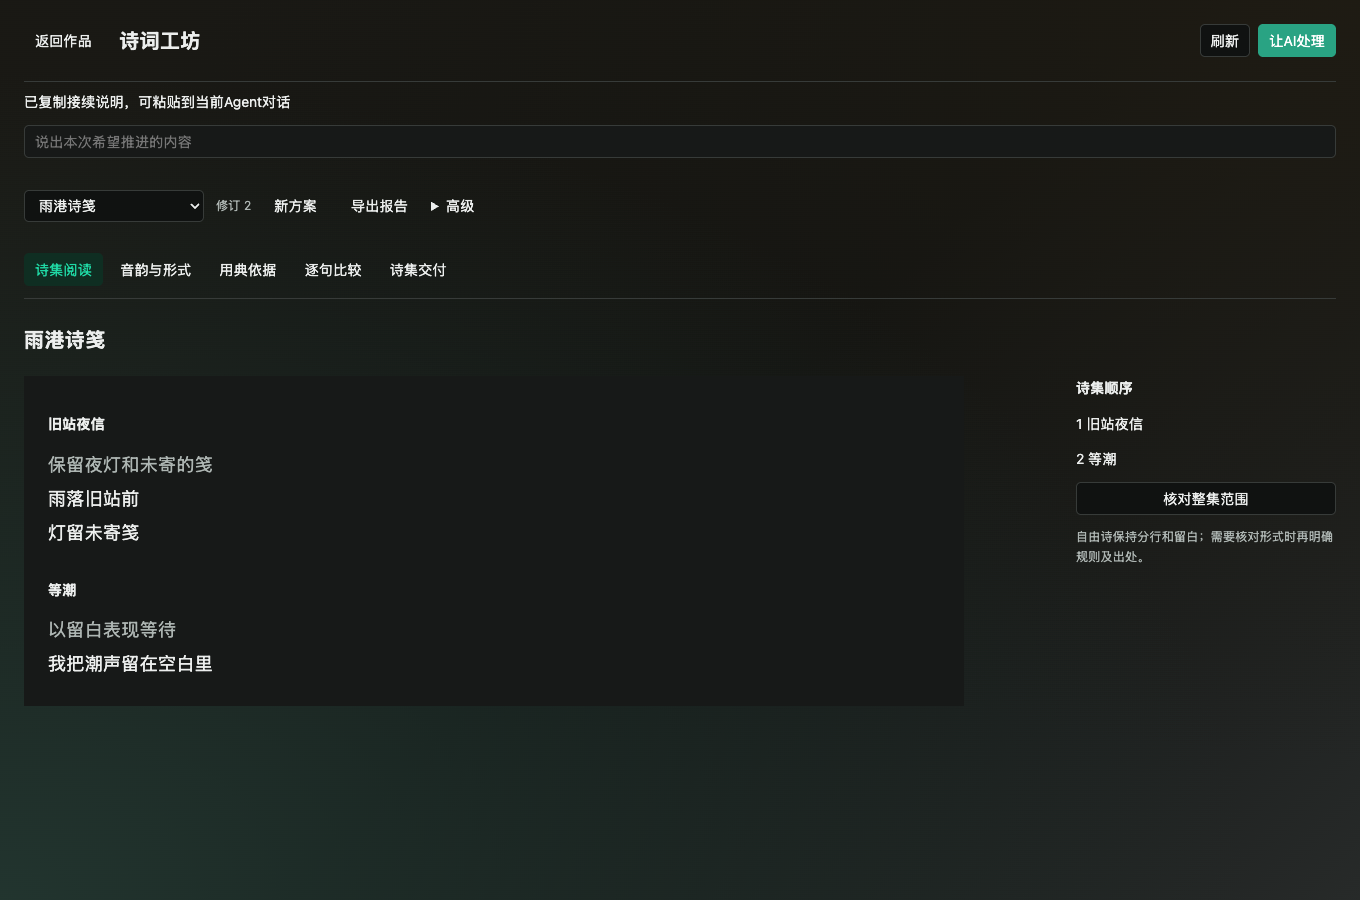 返回作品 诗词工坊 刷新 让AI处理
已复制接续说明，可粘贴到当前Agent对话
说出本次希望推进的内容
雨港诗笺 修订 2 新方案 导出报告 ▶ 高级
诗集阅读 音韵与形式 用典依据 逐句比较 诗集交付
雨港诗笺
旧站夜信
保留夜灯和未寄的笺
雨落旧站前
灯留未寄笺
等潮
以留白表现等待
我把潮声留在空白里
诗集顺序
1 旧站夜信
2 等潮
核对整集范围
自由诗保持分行和留白；需要核对形式时再明确
规则及出处。